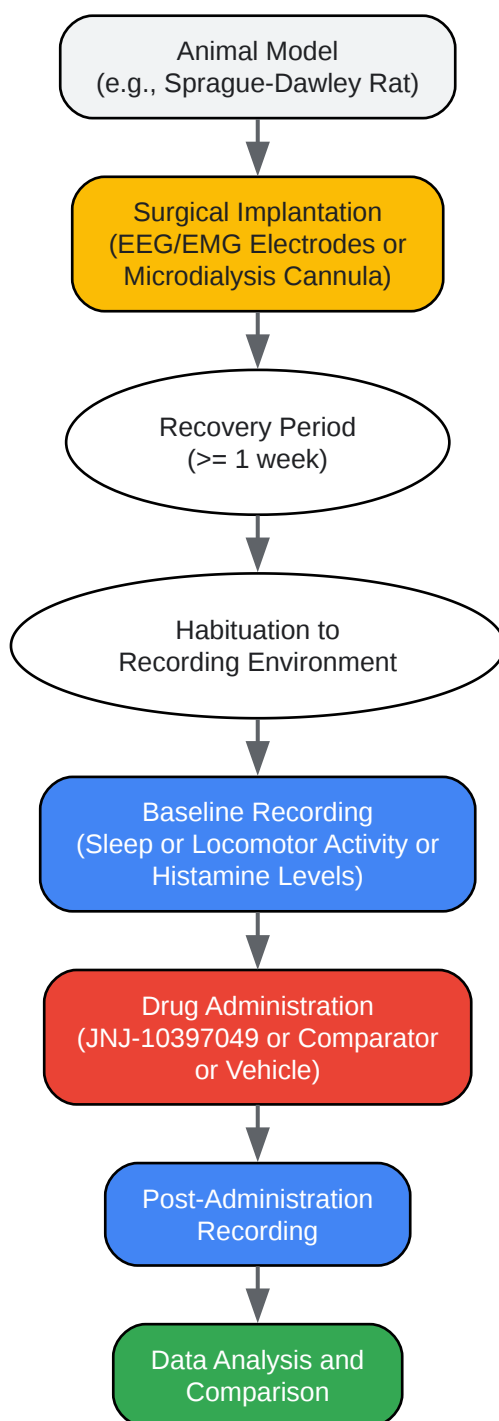 Animal Model
(e.g., Sprague-Dawley Rat)
Surgical Implantation
(EEG/EMG Electrodes or
Microdialysis Cannula)
Recovery Period
(>= 1 week)
Habituation to
Recording Environment
Baseline Recording
(Sleep or Locomotor Activity or
Histamine Levels)
Drug Administration
(JNJ-10397049 or Comparator
or Vehicle)
Post-Administration
Recording
Data Analysis and
Comparison